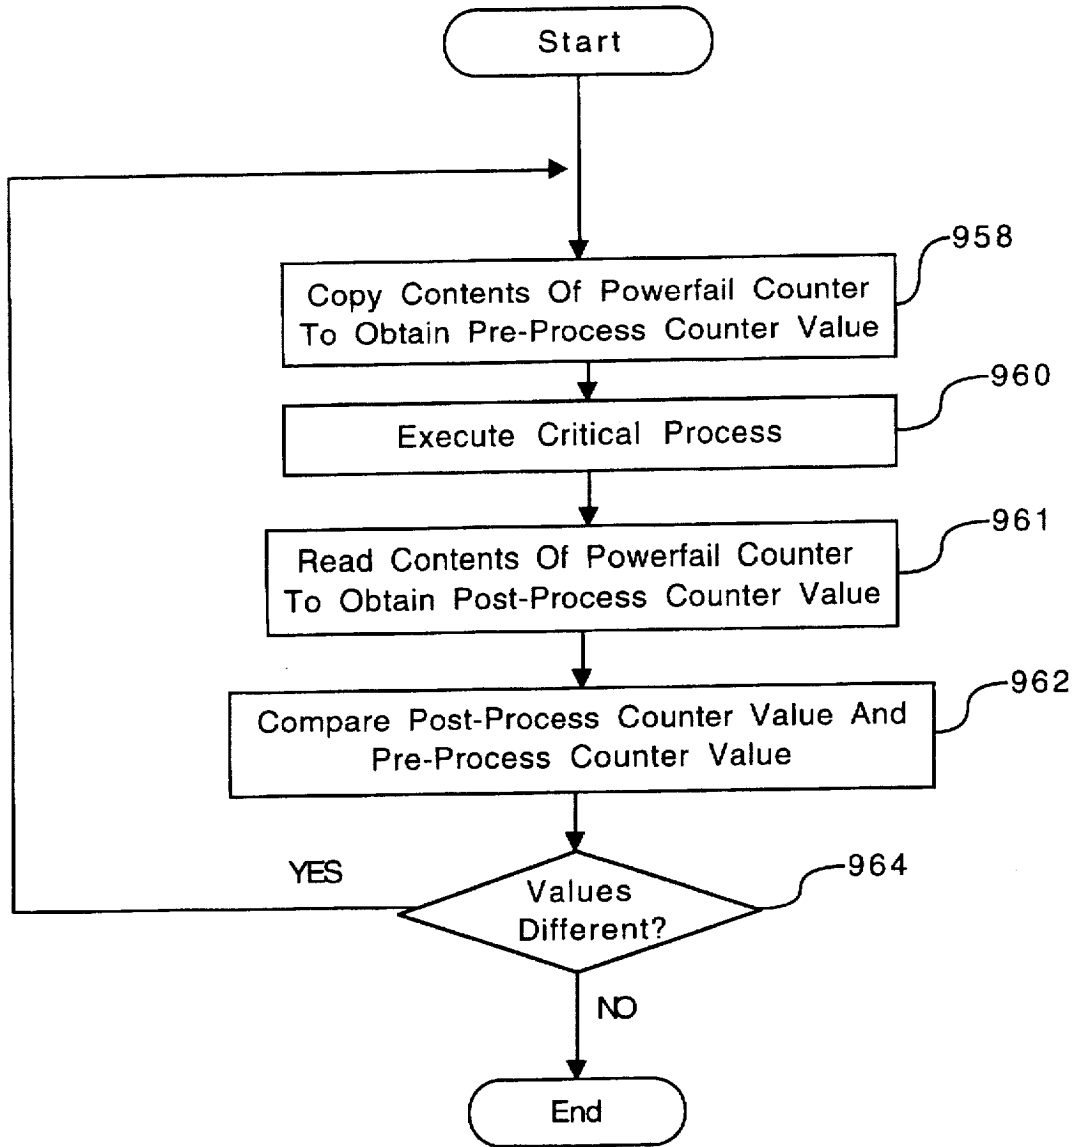 Start
958
Copy Contents Of Powerfail Counter
To Obtain Pre-Process Counter Value
960
Execute Critical Process
961
Read Contents Of Powerfail Counter
To Obtain Post-Process Counter Value
962
Compare Post-Process Counter Value And
Pre-Process Counter Value
964
YES
Values
Different?
NO
End